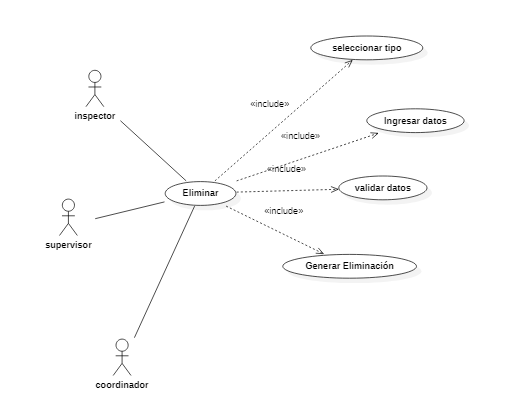 seleccionar tipo
«include»
inspector
Ingresar datos
«include»
«include»
Eliminar
validar datos
«include»
supervisor
Generar Eliminación
coordinador